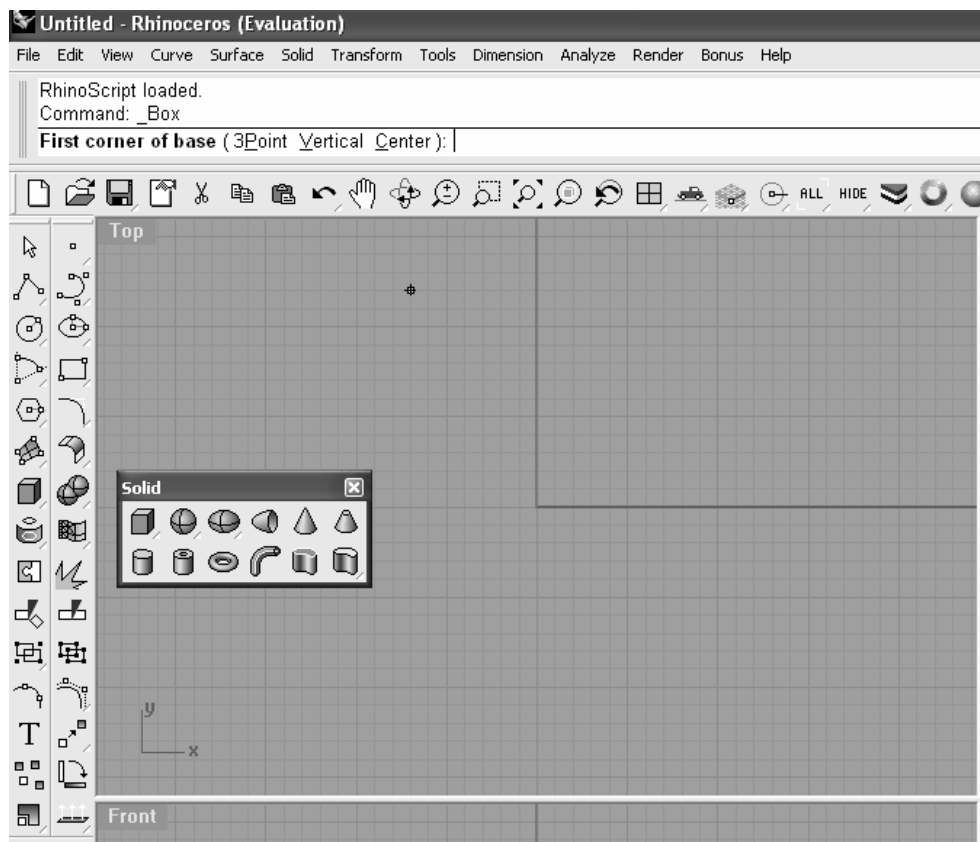 Untitled - Rhinoceros (Evaluation)
File Edit View Curve Surface Solid Transform Tools Dimension Analyze Render Bonus Help
RhinoScript loaded.
Command: _Box
First corner of base ( 3Point Vertical Center ):
ALL HIDE
Top
Solid
T
y
x
Front